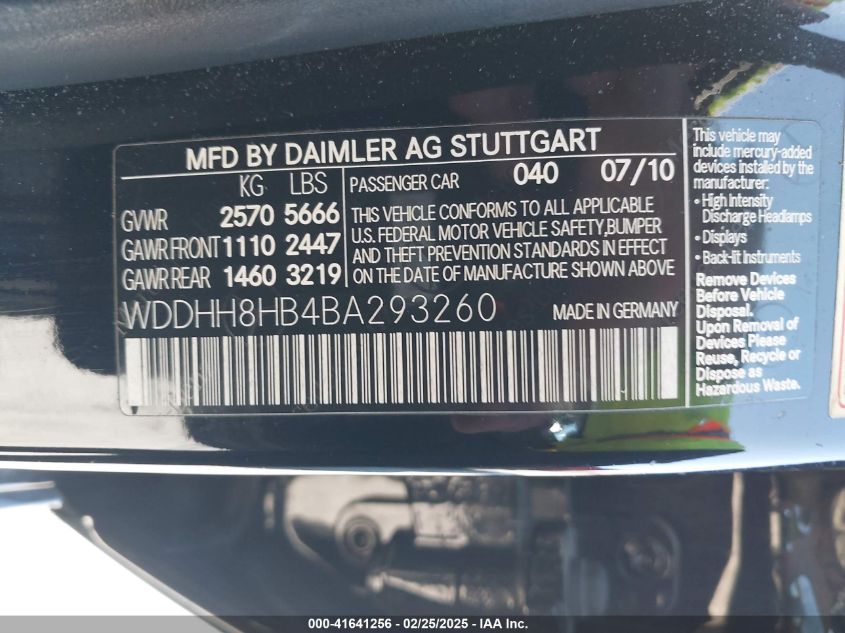 MFD BY DAIMLER AG STUTTGART
KG LBS
GVWR 2570 5666
GAWR FRONT 1110 2447
GAWR REAR 1460 3219
PASSENGER CAR 040 07/10
THIS VEHICLE CONFORMS TO ALL APPLICABLE
U.S. FEDERAL MOTOR VEHICLE SAFETY,BUMPER
AND THEFT PREVENTION STANDARDS IN EFFECT
ON THE DATE OF MANUFACTURE SHOWN ABOVE
WDDHH8HB4BA293260 MADE IN GERMANY
This vehicle may
include mercury-added
devices installed by the
manufacturer:
• High Intensity
Discharge Headlamps
• Displays
• Back-lit Instruments
Remove Devices
Before Vehicle
Disposal.
Upon Removal of
Devices Please
Reuse, Recycle or
Dispose as
Hazardous Waste.
000-41641256 - 02/25/2025 - IAA Inc.